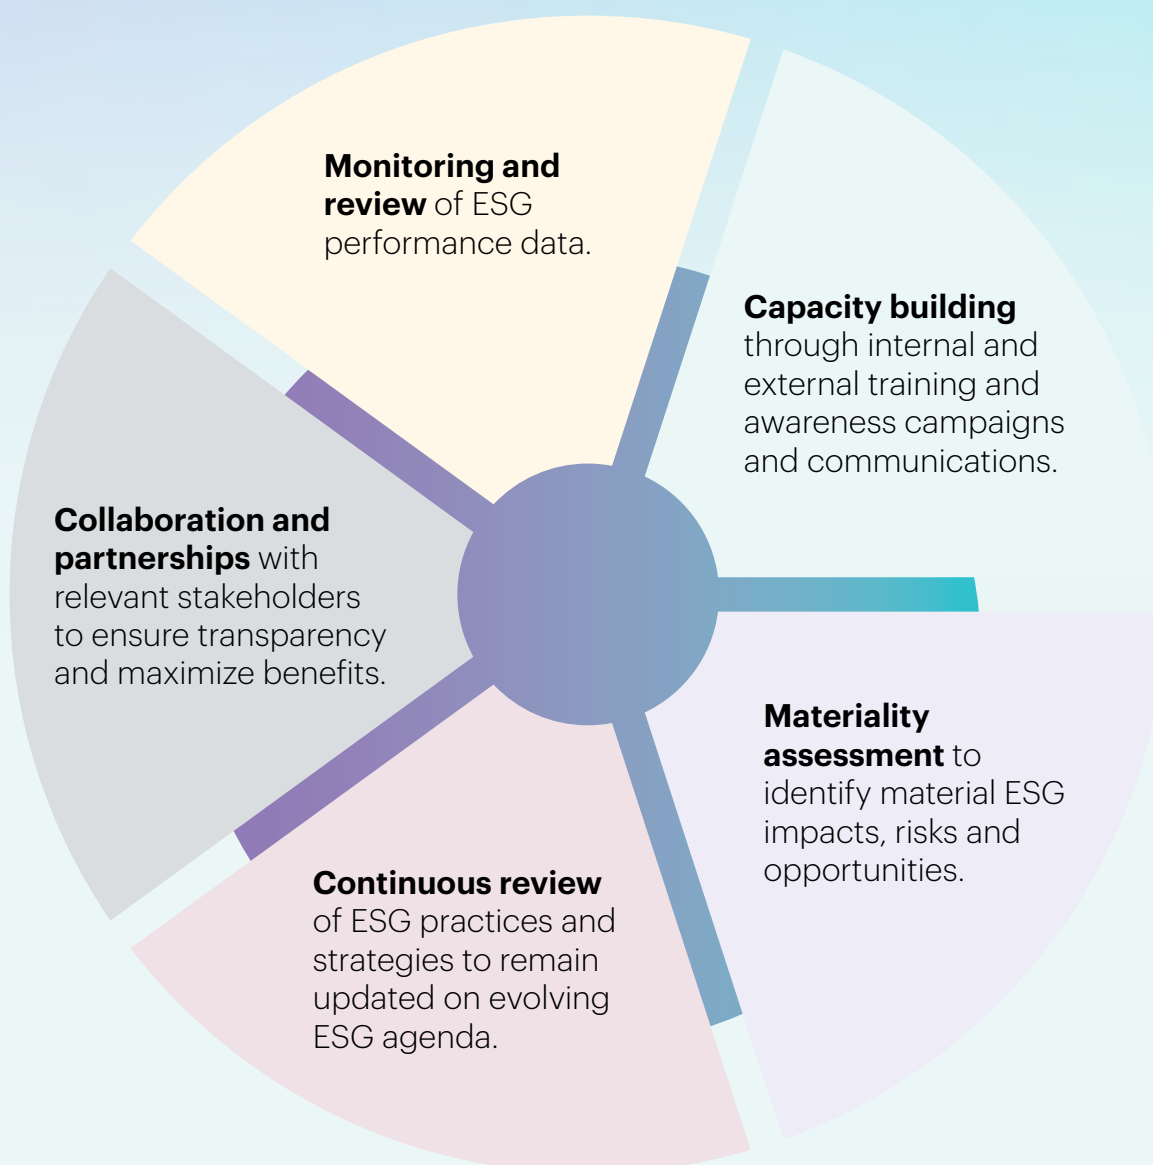 Monitoring and
review of ESG
performance data.
Capacity building
through internal and
external training and
awareness campaigns
and communications.
Collaboration and
partnerships with
relevant stakeholders
to ensure transparency
and maximize benefits.
Materiality
assessment to
identify material ESG
impacts, risks and
opportunities.
Continuous review
of ESG practices and
strategies to remain
updated on evolving
ESG agenda.